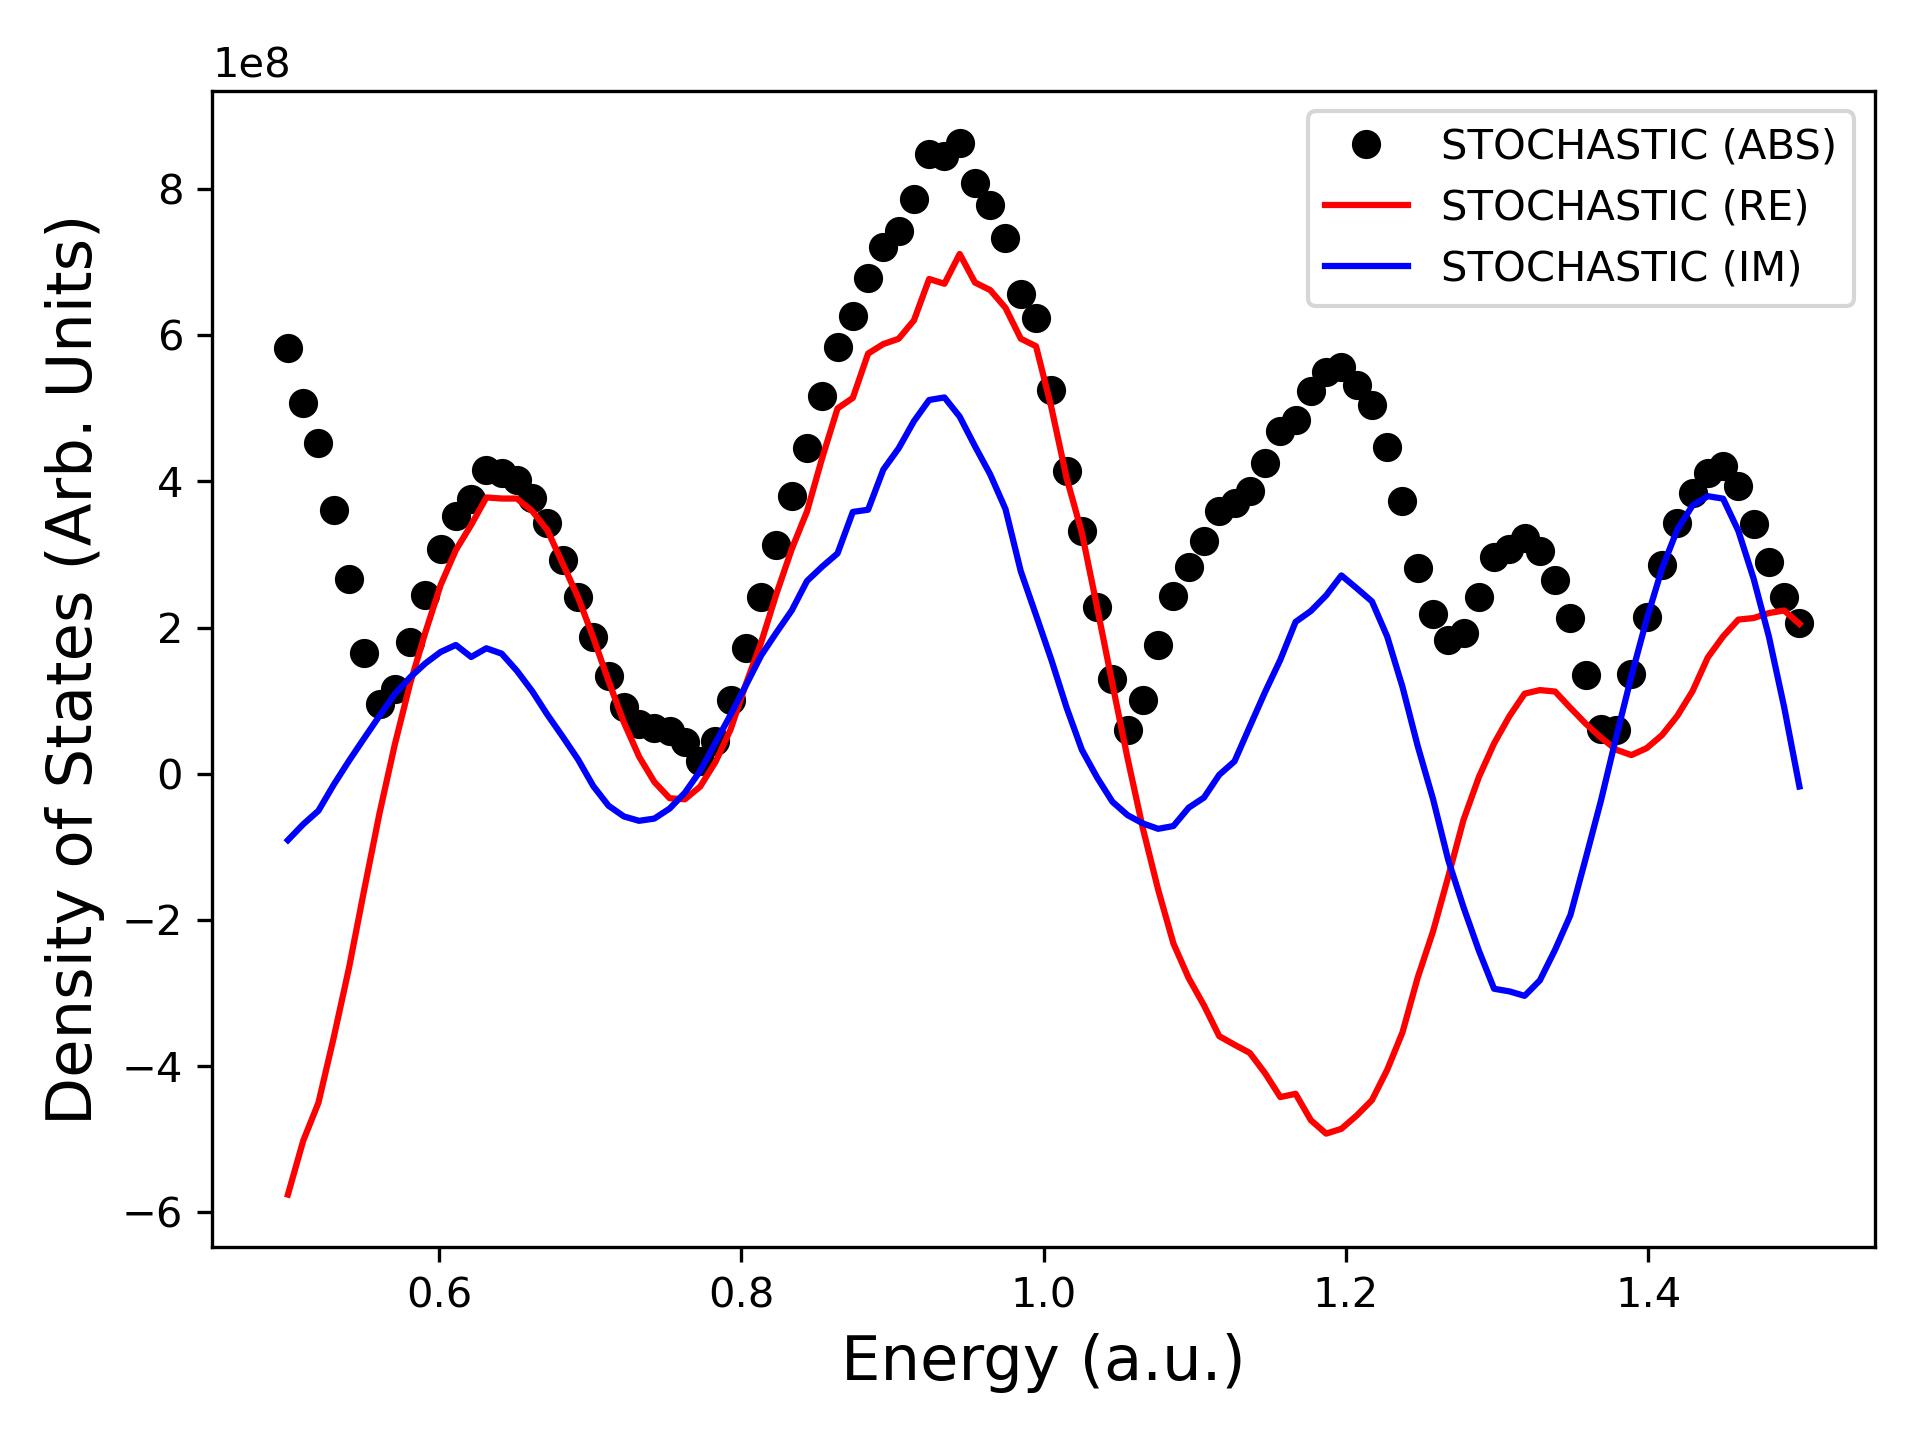 1e8
STOCHASTIC (ABS)
STOCHASTIC (RE)
STOCHASTIC (IM)
Density of States (Arb. Units)
8
6
4
2
0
−2
−4
−6
0.6 0.8 1.0 1.2 1.4
Energy (a.u.)